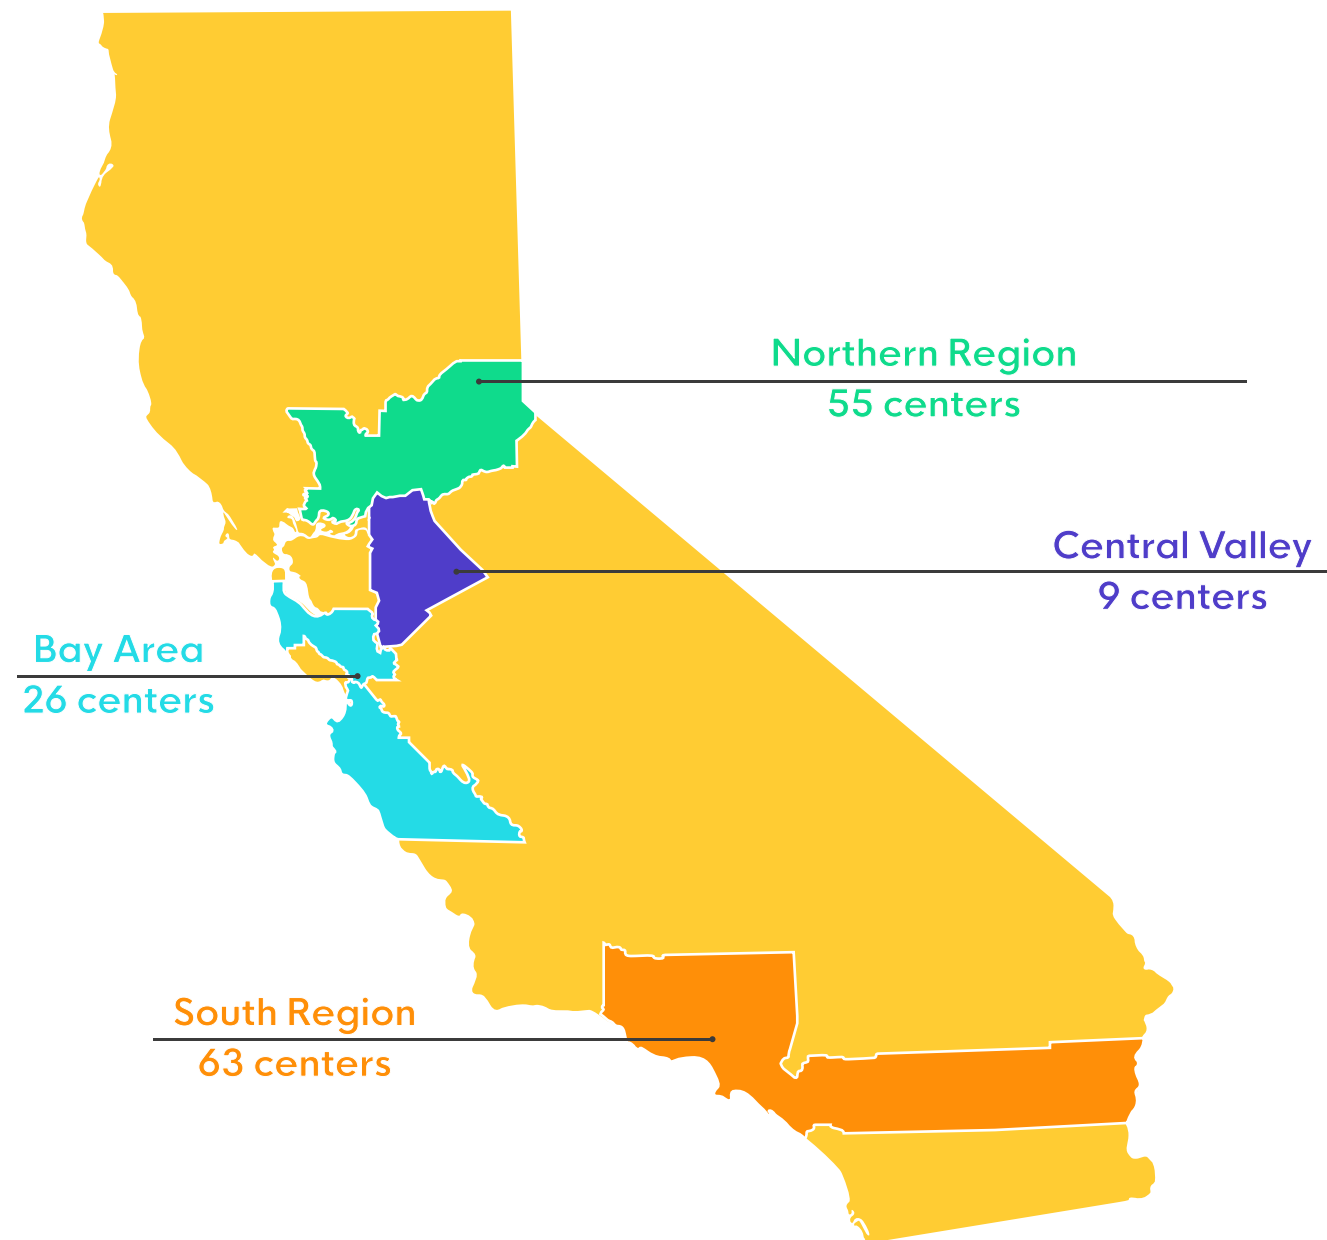 Northern Region
55 centers
Central Valley
9 centers
Bay Area
26 centers
South Region
63 centers